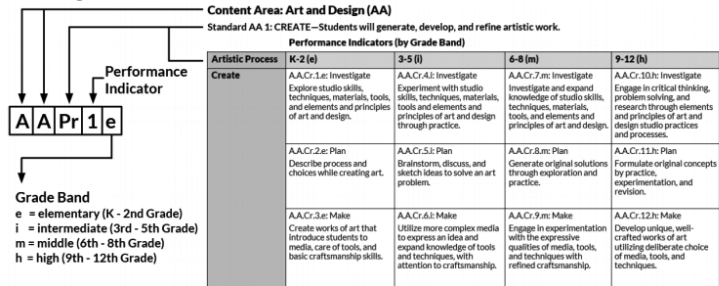 Content Area: Art and Design (AA)
Standard AA 1: CREATE—Students will generate, develop, and refine artistic work.
Performance Indicators (by Grade Band)
Performance
Indicator
A A Pr 1 e
Grade Band
e = elementary (K - 2nd Grade)
i = intermediate (3rd - 5th Grade)
m = middle (6th - 8th Grade)
h = high (9th - 12th Grade)
Artistic Process K-2 (e) 3-5 (i) 6-8 (m) 9-12 (h)
Create
A.A.Cr.1.e: Investigate
Explore studio skills,
techniques, materials, tools,
and elements and principles
of art and design.
A.A.Cr.4.i: Investigate
Experiment with studio
skills, techniques, materials,
tools and elements and
principles of art and design
through practice.
A.A.Cr.7.m: Investigate
Investigate and expand
knowledge of studio skills,
techniques, materials,
tools, and elements and
principles of art and design.
A.A.Cr.10.h: Investigate
Engage in critical thinking,
problem solving, and
research through elements
and principles of art and
design studio practices
and processes.
A.A.Cr.2.e: Plan
Describe process and
choices while creating art.
A.A.Cr.5.i: Plan
Brainstorm, discuss, and
sketch ideas to solve an art
problem.
A.A.Cr.8.m: Plan
Generate original solutions
through exploration and
practice.
A.A.Cr.11.h: Plan
Formulate original concepts
by practice,
experimentation, and
revision.
A.A.Cr.3.e: Make
Create works of art that
introduce students to
media, care of tools, and
basic craftsmanship skills.
A.A.Cr.6.i: Make
Utilize more complex media
to express an idea and
expand knowledge of tools
and techniques, with
attention to craftsmanship.
A.A.Cr.9.m: Make
Engage in experimentation
with the expressive
qualities of media, tools,
and techniques with
refined craftsmanship.
A.A.Cr.12.h: Make
Develop unique, well-
crafted works of art
utilizing deliberate choice
of media, tools, and
techniques.